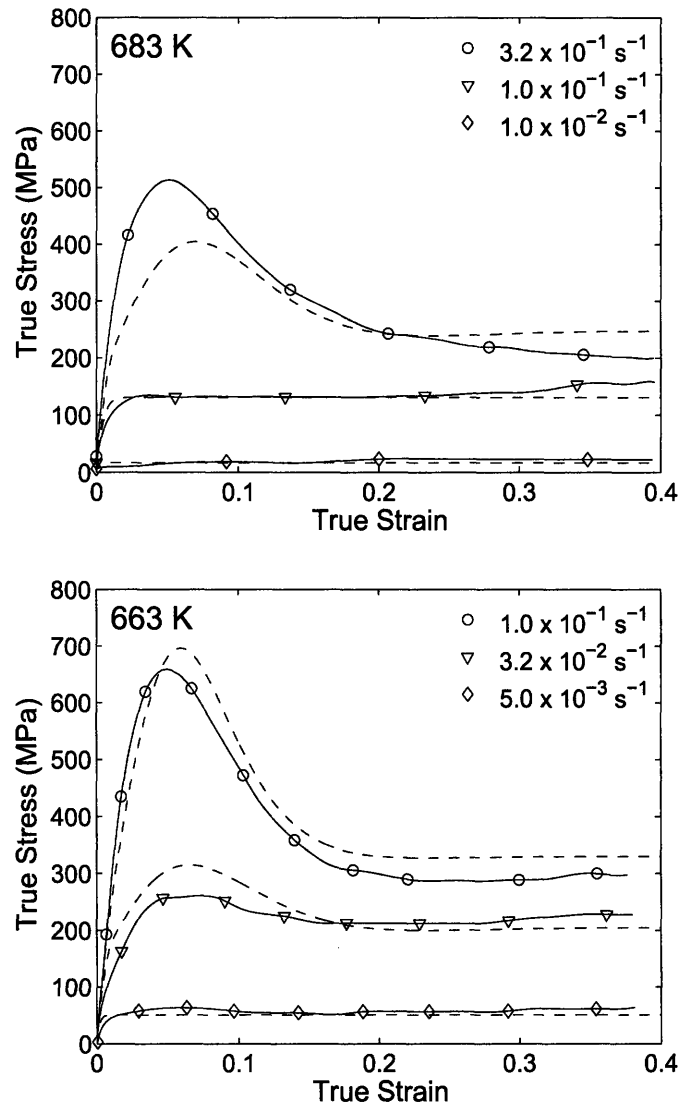 800
683 K
3.2 x 10⁻¹ s⁻¹
700
1.0 x 10⁻¹ s⁻¹
600
1.0 x 10⁻² s⁻¹
500
400
300
200
100
0
True Stress (MPa)
0 0.1 0.2 0.3 0.4
True Strain
800
663 K
1.0 x 10⁻¹ s⁻¹
700
3.2 x 10⁻² s⁻¹
600
5.0 x 10⁻³ s⁻¹
500
400
300
200
100
0
True Stress (MPa)
0 0.1 0.2 0.3 0.4
True Strain